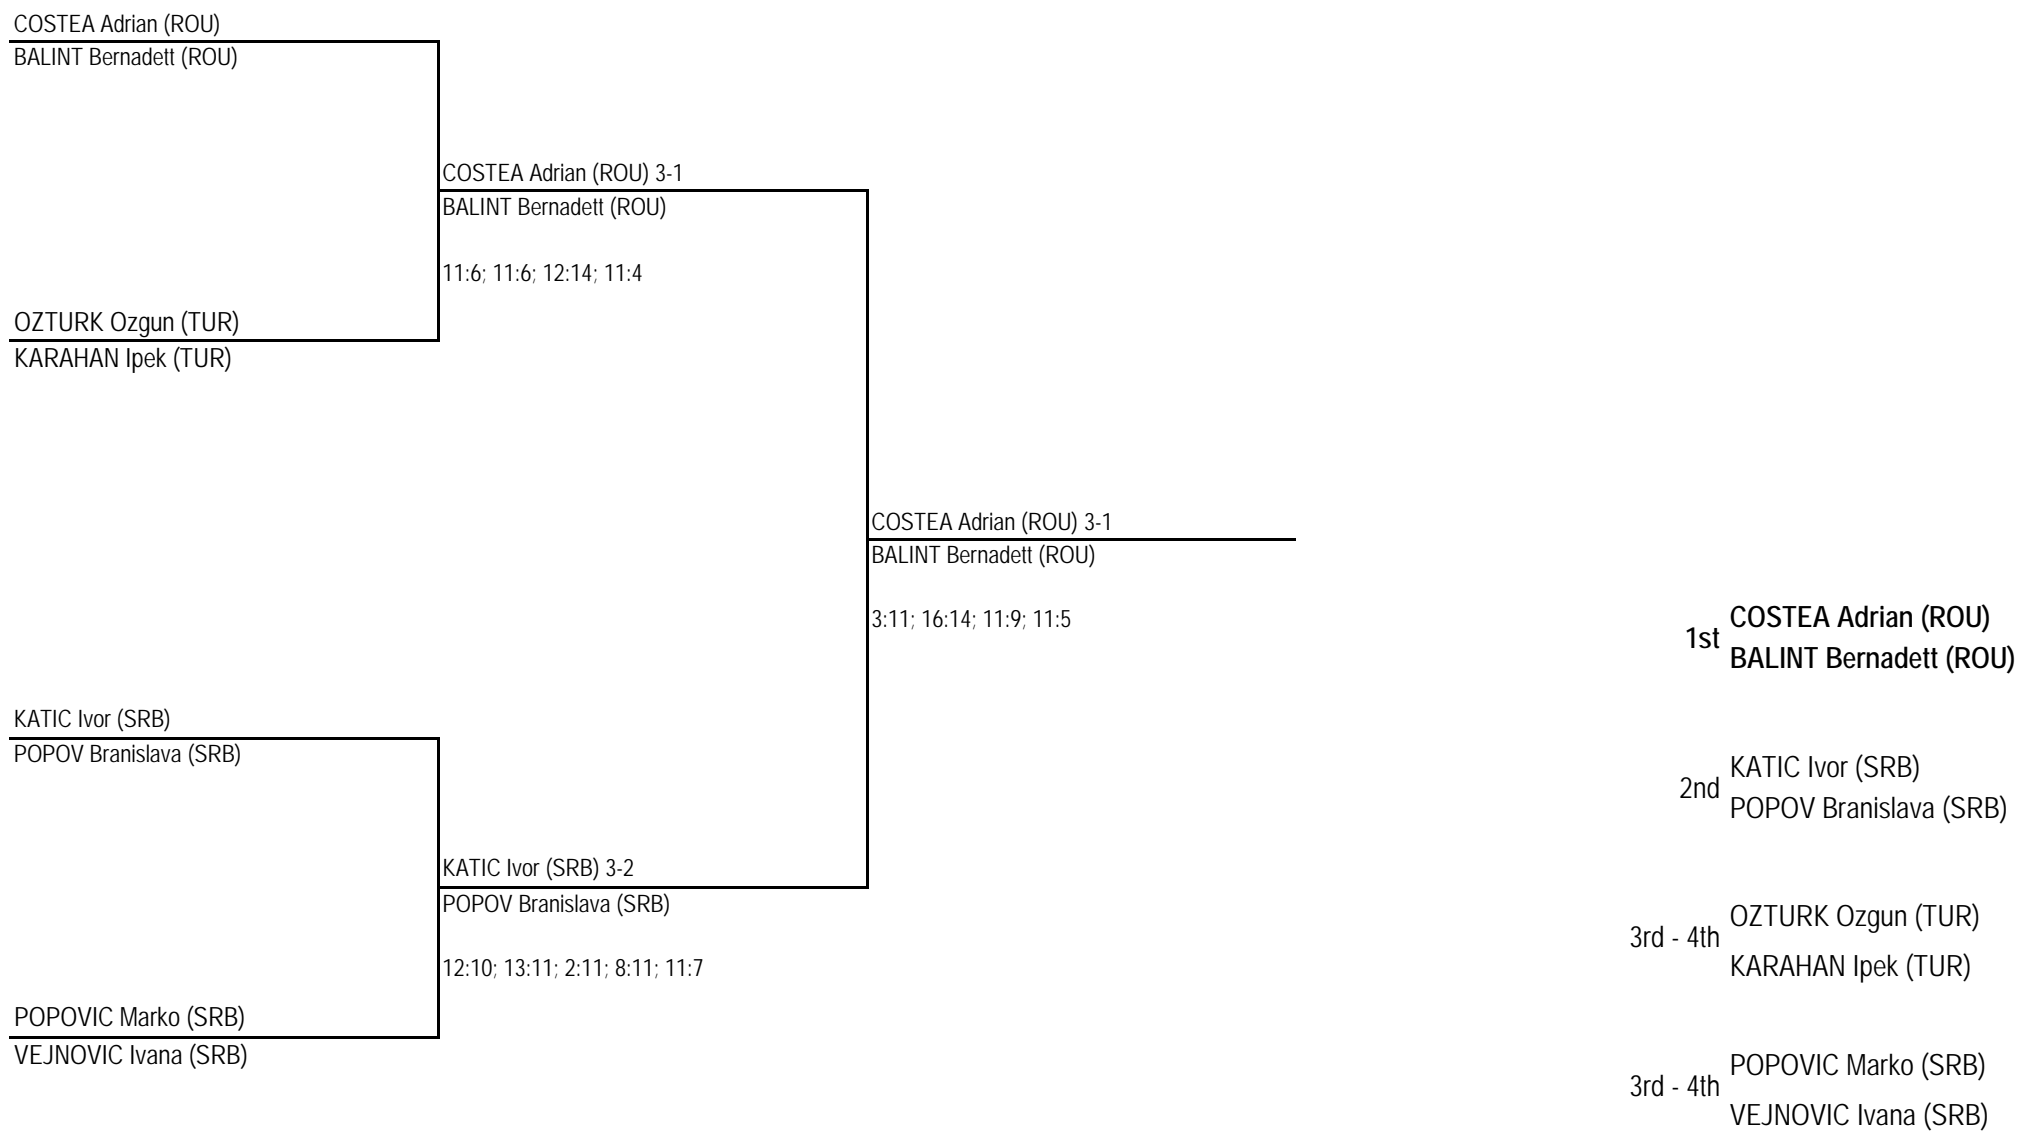 COSTEA Adrian (ROU)
BALINT Bernadett (ROU)
COSTEA Adrian (ROU) 3-1
BALINT Bernadett (ROU)
11:6; 11:6; 12:14; 11:4
OZTURK Ozgun (TUR)
KARAHAN Ipek (TUR)
COSTEA Adrian (ROU) 3-1
BALINT Bernadett (ROU)
3:11; 16:14; 11:9; 11:5
KATIC Ivor (SRB)
POPOV Branislava (SRB)
KATIC Ivor (SRB) 3-2
POPOV Branislava (SRB)
12:10; 13:11; 2:11; 8:11; 11:7
POPOVIC Marko (SRB)
VEJNOVIC Ivana (SRB)
1st
COSTEA Adrian (ROU)
BALINT Bernadett (ROU)
2nd
KATIC Ivor (SRB)
POPOV Branislava (SRB)
3rd - 4th
OZTURK Ozgun (TUR)
KARAHAN Ipek (TUR)
3rd - 4th
POPOVIC Marko (SRB)
VEJNOVIC Ivana (SRB)